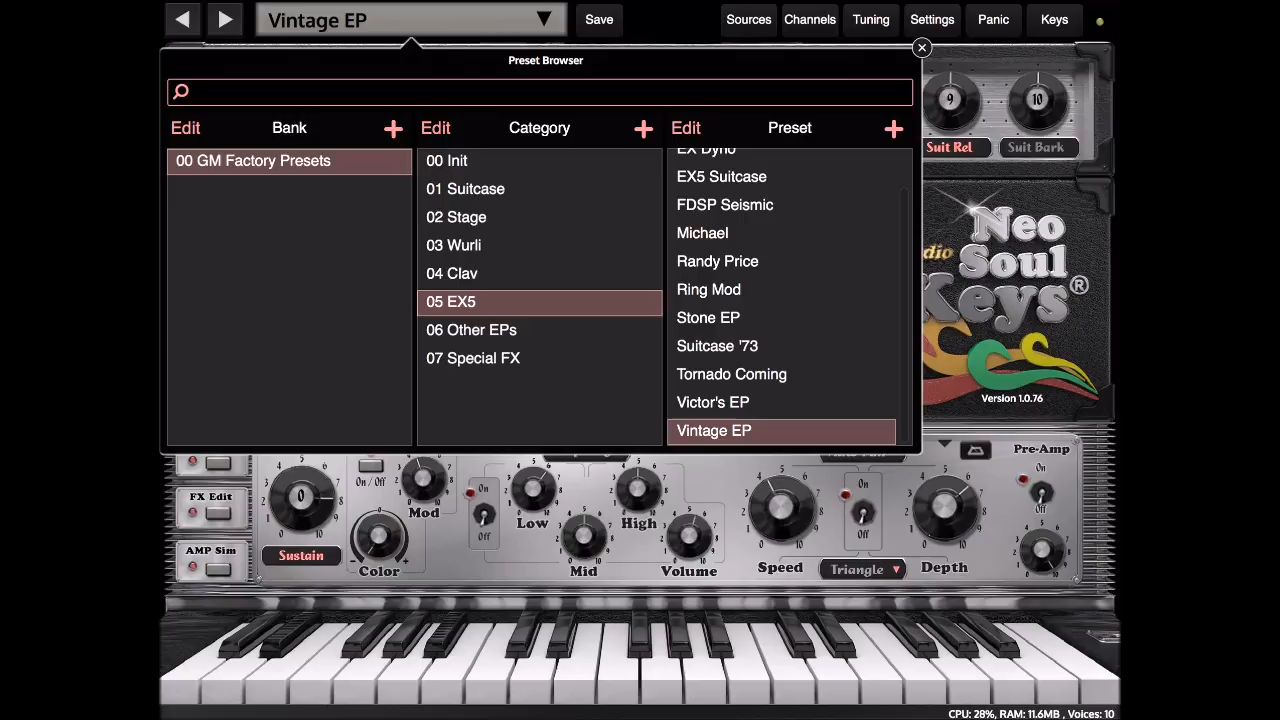 Vintage EP
Save
Sources
Channels
Tuning
Settings
Panic
Keys
Preset Browser
Edit Bank
Edit Category
Edit Preset
00 GM Factory Presets
00 Init
01 Suitcase
02 Stage
03 Wurli
04 Clav
05 EX5
06 Other EPs
07 Special FX
EX Dyno
EX5 Suitcase
FDSP Seismic
Michael
Randy Price
Ring Mod
Stone EP
Suitcase '73
Tornado Coming
Victor's EP
Vintage EP
9
10
Suit Rel
Suit Bark
Neo
dio Soul
Keys®
Version 1.0.76
FX Edit
AMP Sim
0
Sustain
On/Off
Mod
Color
On
Off
Low
Mid
High
Volume
Speed
On
Off
Triangle
Depth
Pre-Amp
On
Off
CPU: 28%, RAM: 11.6MB , Voices: 10